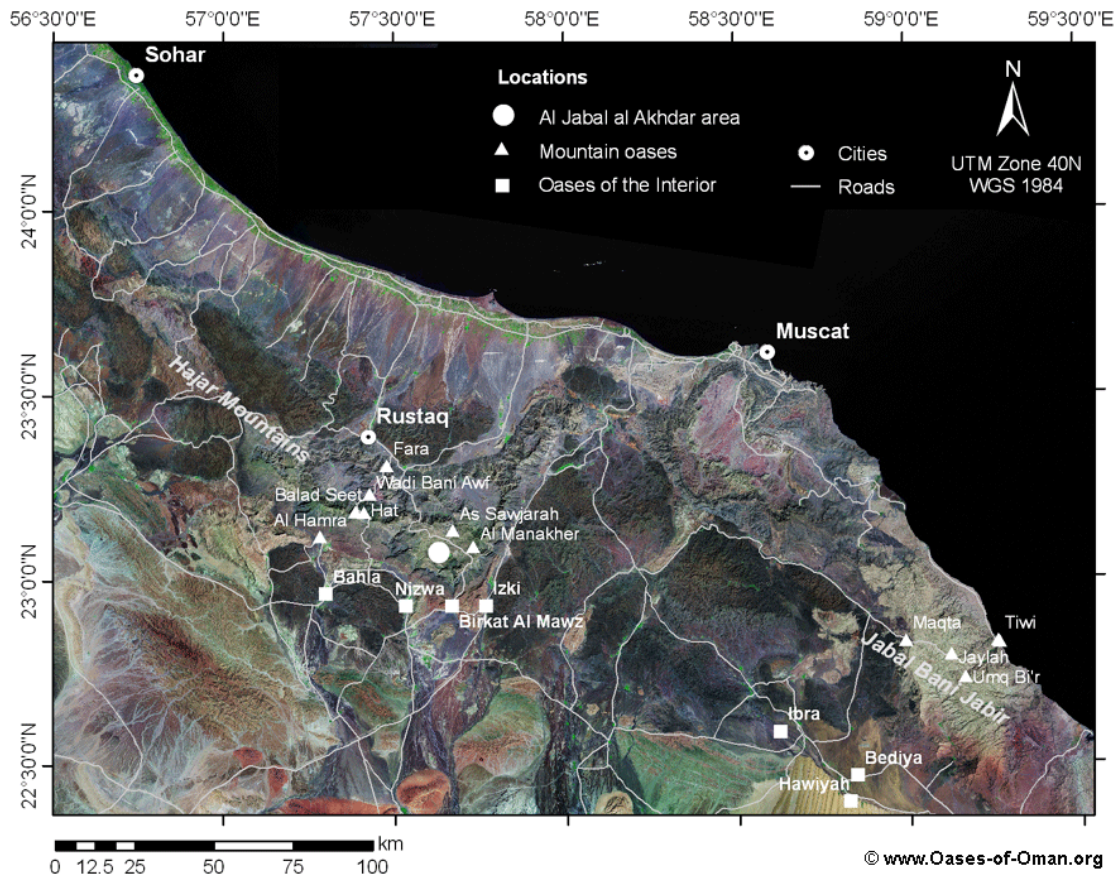 56°30'0"E
57°0'0"E
57°30'0"E
58°0'0"E
58°30'0"E
59°0'0"E
59°30'0"E
24°0'0"N
23°30'0"N
23°0'0"N
22°30'0"N
Sohar
Locations
Al Jabal al Akhdar area
Mountain oases
Oases of the Interior
Cities
Roads
N
UTM Zone 40N
WGS 1984
Muscat
Hajar Mountains
Rustaq
Fara
Wadi Bani Awf
Balad Seet
Hat
Al Hamra
As Sawjarah
Al Manakher
Bahla
Nizwa
Izki
Birkat Al Mawz
Maqta
Tiwi
Jaylah
Umq Bi'r
Jabal Bani Jabir
Ibra
Bediya
Hawiyah
km
0 12.5 25 50 75 100
© www.Oases-of-Oman.org